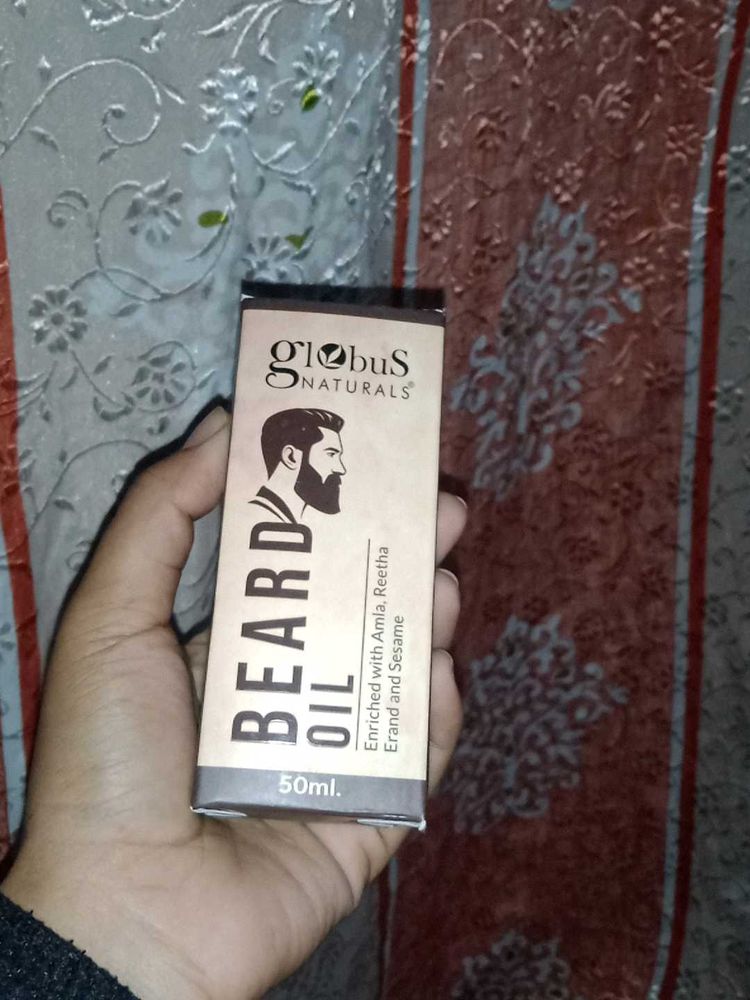 globus
NATURALS®
BEARD
OIL
Enriched with Amla, Reetha
Erand and Sesame
50ml.